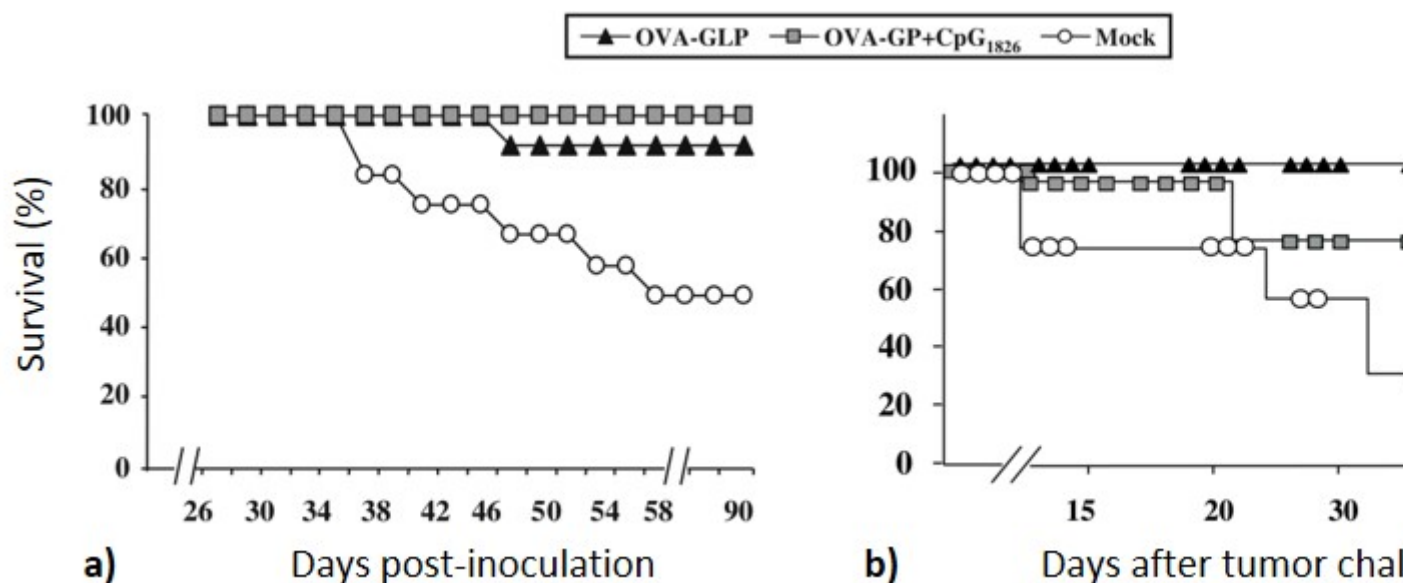 OVA-GLP OVA-GP+CpG1826 Mock
Survival (%)
100
80
60
40
20
0
26 30 34 38 42 46 50 54 58 90
a) Days post-inoculation
100
80
60
40
20
0
15 20 30
b) Days after tumor chal